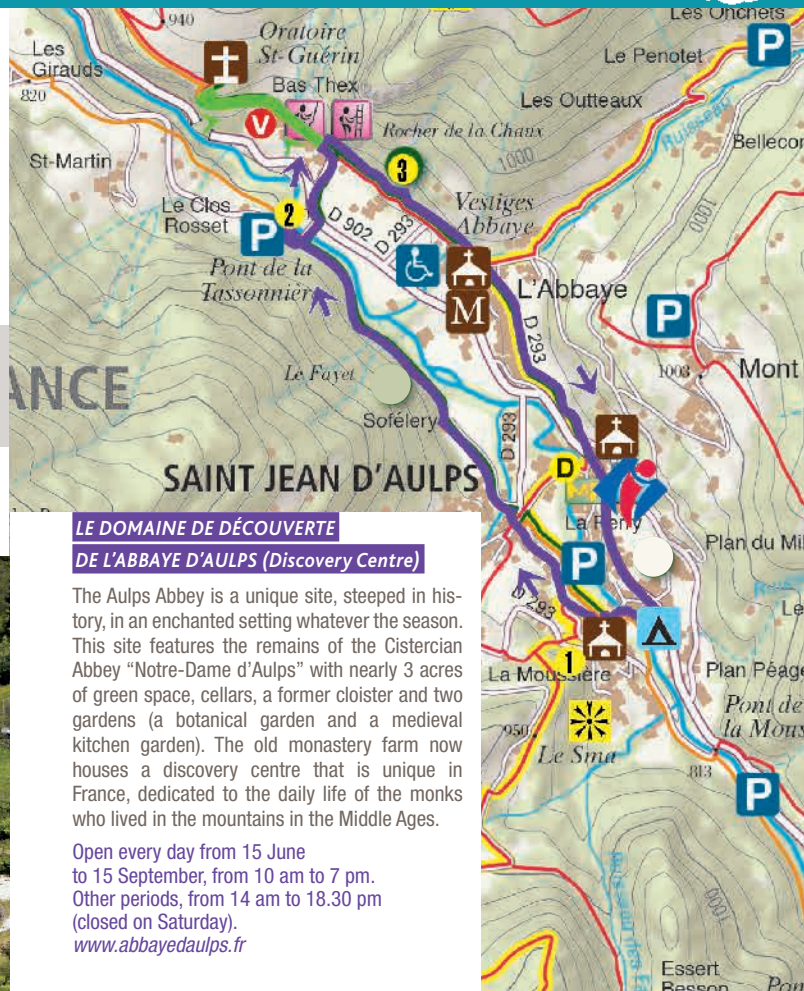 940
Les Onchets
Oratoire
St-Guérin
Les
Girauds
P
Le Penotet
820
Bas Thex
Les Outteaux
V
Rocher de la Chaux
1000
Ruisseau
Bellecor
St-Martin
3
Le Clos
Rosset
2
P
D 902
D 293
Vestiges
Abbaye
1000
Pont de la
Tassonnièr
L'Abbaye
M
P
D 293
ANCE
Le Fayet
1003
Mont
Sofélery
D 293
SAINT JEAN D'AULPS
D
Plan du Mil
P
Le
D 293
1
La Moussière
Plan Péage
Pont de
la Mous
950
Le Sma
813
P
1000
Essert
Besson
Pon
LE DOMAINE DE DÉCOUVERTE
DE L'ABBAYE D'AULPS (Discovery Centre)
The Aulps Abbey is a unique site, steeped in his-
tory, in an enchanted setting whatever the season.
This site features the remains of the Cistercian
Abbey “Notre-Dame d'Aulps” with nearly 3 acres
of green space, cellars, a former cloister and two
gardens (a botanical garden and a medieval
kitchen garden). The old monastery farm now
houses a discovery centre that is unique in
France, dedicated to the daily life of the monks
who lived in the mountains in the Middle Ages.
Open every day from 15 June
to 15 September, from 10 am to 7 pm.
Other periods, from 14 am to 18.30 pm
(closed on Saturday).
www.abbayedaulps.fr